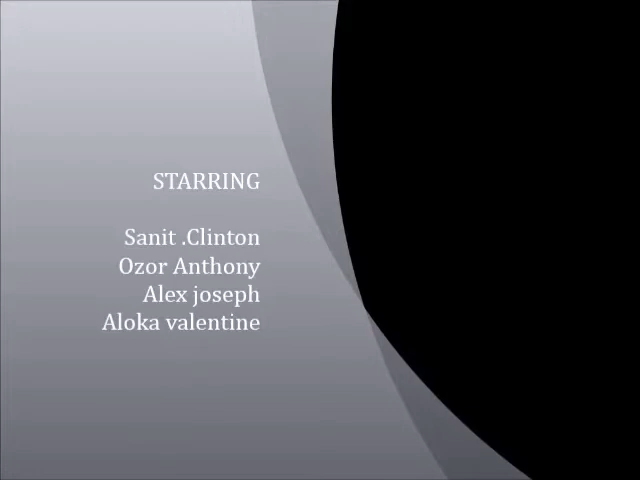 STARRING
Sanit .Clinton
Ozor Anthony
Alex joseph
Aloka valentine